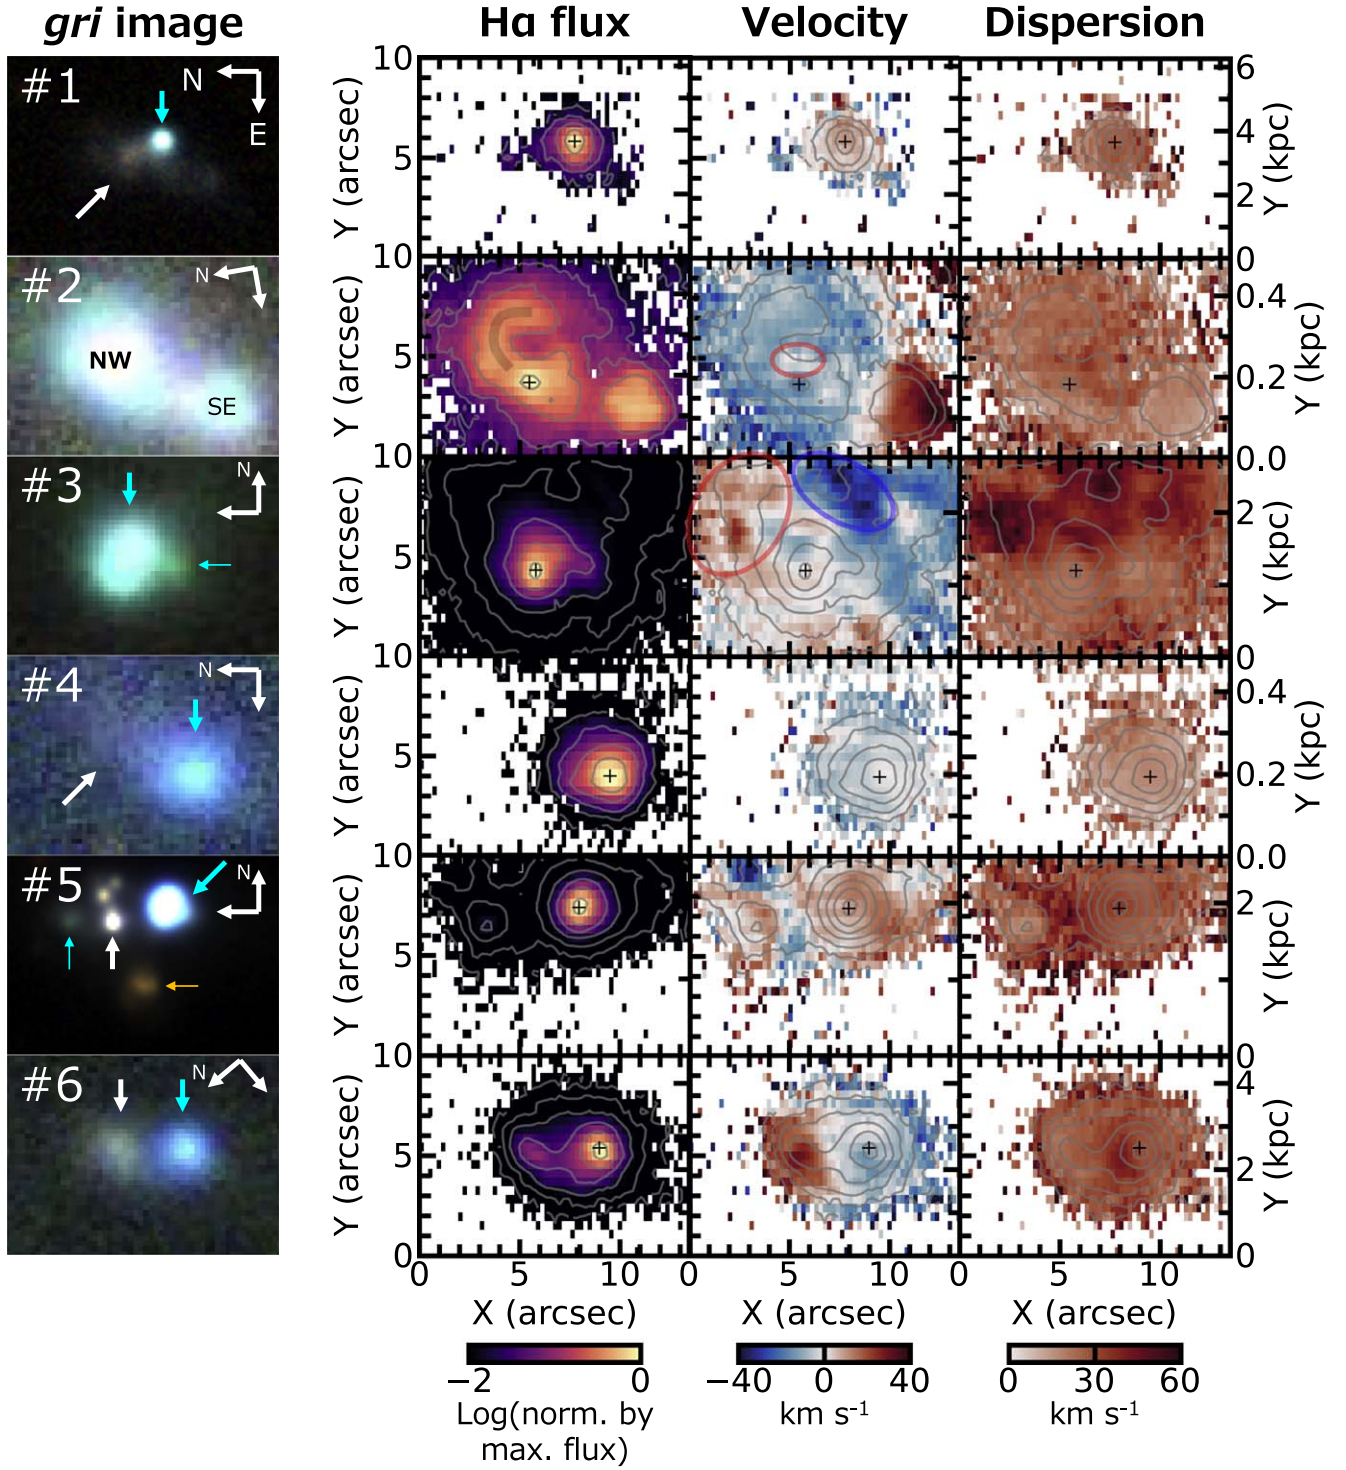 gri image Hα flux Velocity Dispersion
#1 N E
10 5 Y (arcsec)
6 4 2 0 Y (kpc)
#2 N NW SE
10 5 Y (arcsec)
0.4 0.2 0.0 Y (kpc)
#3 N
10 5 Y (arcsec)
2 0 Y (kpc)
#4 N
10 5 Y (arcsec)
0.4 0.2 0.0 Y (kpc)
#5 N
10 5 Y (arcsec)
2 0 Y (kpc)
#6 N
10 5 0 Y (arcsec)
4 2 0 Y (kpc)
0 5 10 0 5 10 0 5 10
X (arcsec) X (arcsec) X (arcsec)
−2 0 −40 0 40 0 30 60
Log(norm. by km s⁻¹ km s⁻¹
max. flux)